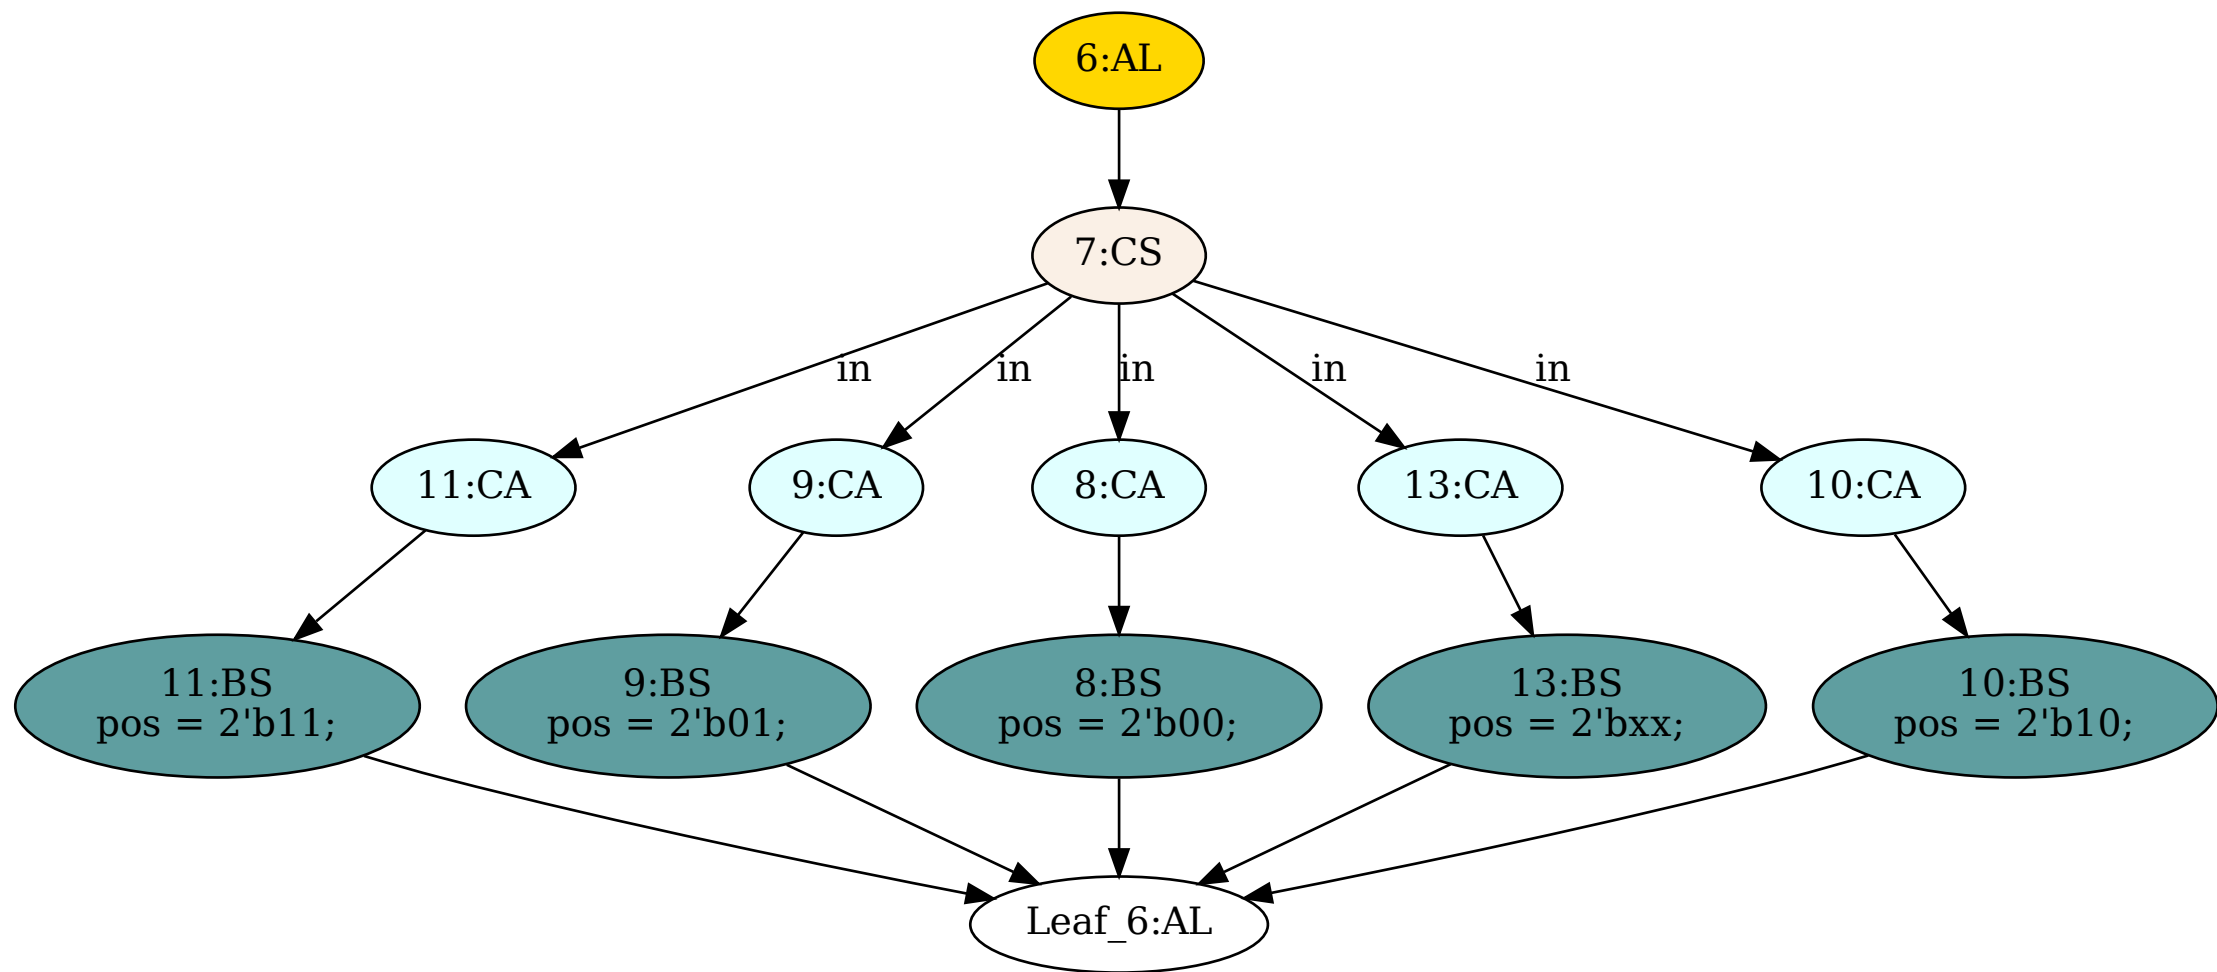 6:AL
7:CS
in
in
in
in
in
11:CA
9:CA
8:CA
13:CA
10:CA
11:BS
pos = 2'b11;
9:BS
pos = 2'b01;
8:BS
pos = 2'b00;
13:BS
pos = 2'bxx;
10:BS
pos = 2'b10;
Leaf_6:AL